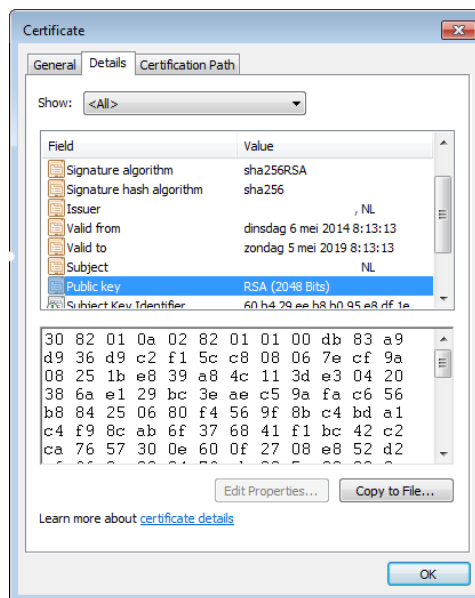 Certificate
General Details Certification Path
Show: <All>
Field Value
Signature algorithm sha256RSA
Signature hash algorithm sha256
Issuer , NL
Valid from dinsdag 6 mei 2014 8:13:13
Valid to zondag 5 mei 2019 8:13:13
Subject NL
Public key RSA (2048 Bits)
Subject Key Identifier 60 b4 29 ee b8 b0 95 e8 df 1e
30 82 01 0a 02 82 01 01 00 db 83 a9
d9 36 d9 c2 f1 5c c8 08 06 7e cf 9a
08 25 1b e8 39 a8 4c 11 3d e3 04 20
38 6a e1 29 bc 3e ae c5 9a fa c6 56
b8 84 25 06 80 f4 56 9f 8b c4 bd a1
c4 f9 8c ab 6f 37 68 41 f1 bc 42 c2
ca 76 57 30 0e 60 0f 27 08 e8 52 d2
Edit Properties... Copy to File...
Learn more about certificate details
OK